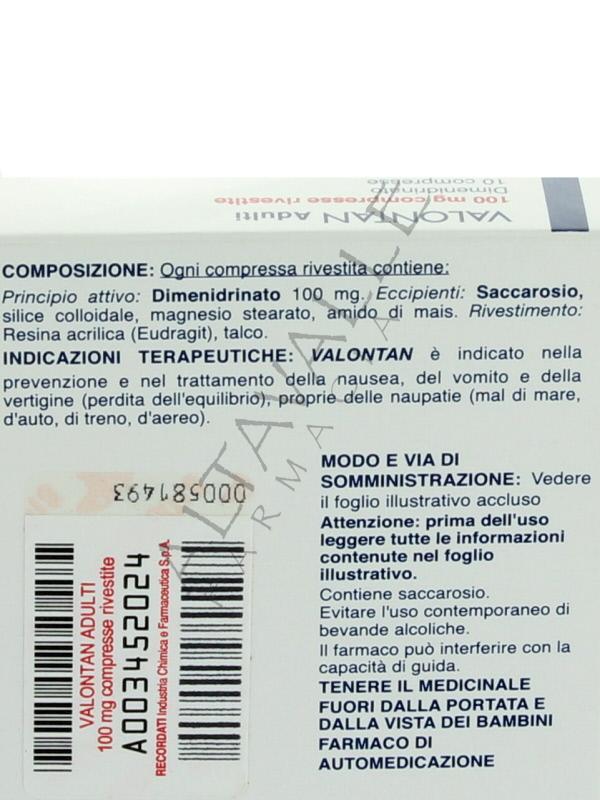 VALONTAN Adulti
100 mg compresse rivestite
Dimenidrinato
10 compresse
COMPOSIZIONE: Ogni compressa rivestita contiene:
Principio attivo: Dimenidrinato 100 mg. Eccipienti: Saccarosio,
silice colloidale, magnesio stearato, amido di mais. Rivestimento:
Resina acrilica (Eudragit), talco.
INDICAZIONI TERAPEUTICHE: VALONTAN è indicato nella
prevenzione e nel trattamento della nausea, del vomito e della
vertigine (perdita dell'equilibrio), proprie delle naupatie (mal di mare,
d'auto, di treno, d'aereo).
MODO E VIA DI
SOMMINISTRAZIONE: Vedere
il foglio illustrativo accluso
Attenzione: prima dell'uso
leggere tutte le informazioni
contenute nel foglio
illustrativo.
Contiene saccarosio.
Evitare l'uso contemporaneo di
bevande alcoliche.
Il farmaco può interferire con la
capacità di guida.
TENERE IL MEDICINALE
FUORI DALLA PORTATA E
DALLA VISTA DEI BAMBINI
FARMACO DI
AUTOMEDICAZIONE
000581493
VALONTAN ADULTI
100 mg compresse rivestite
A003452024
RECORDATI Industria Chimica e Farmaceutica S.p.A.
ALTAVALLE
FARMACIA